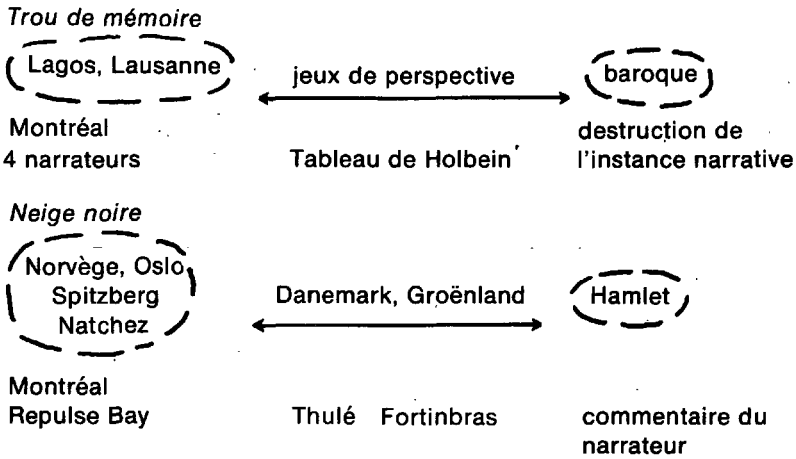 Trou de mémoire
Lagos, Lausanne
jeux de perspective
baroque
Montréal
4 narrateurs
Tableau de Holbein
destruction de
l'instance narrative
Neige noire
Norvège, Oslo
Spitzberg
Natchez
Danemark, Groënland
Hamlet
Montréal
Repulse Bay
Thulé Fortinbras
commentaire du
narrateur